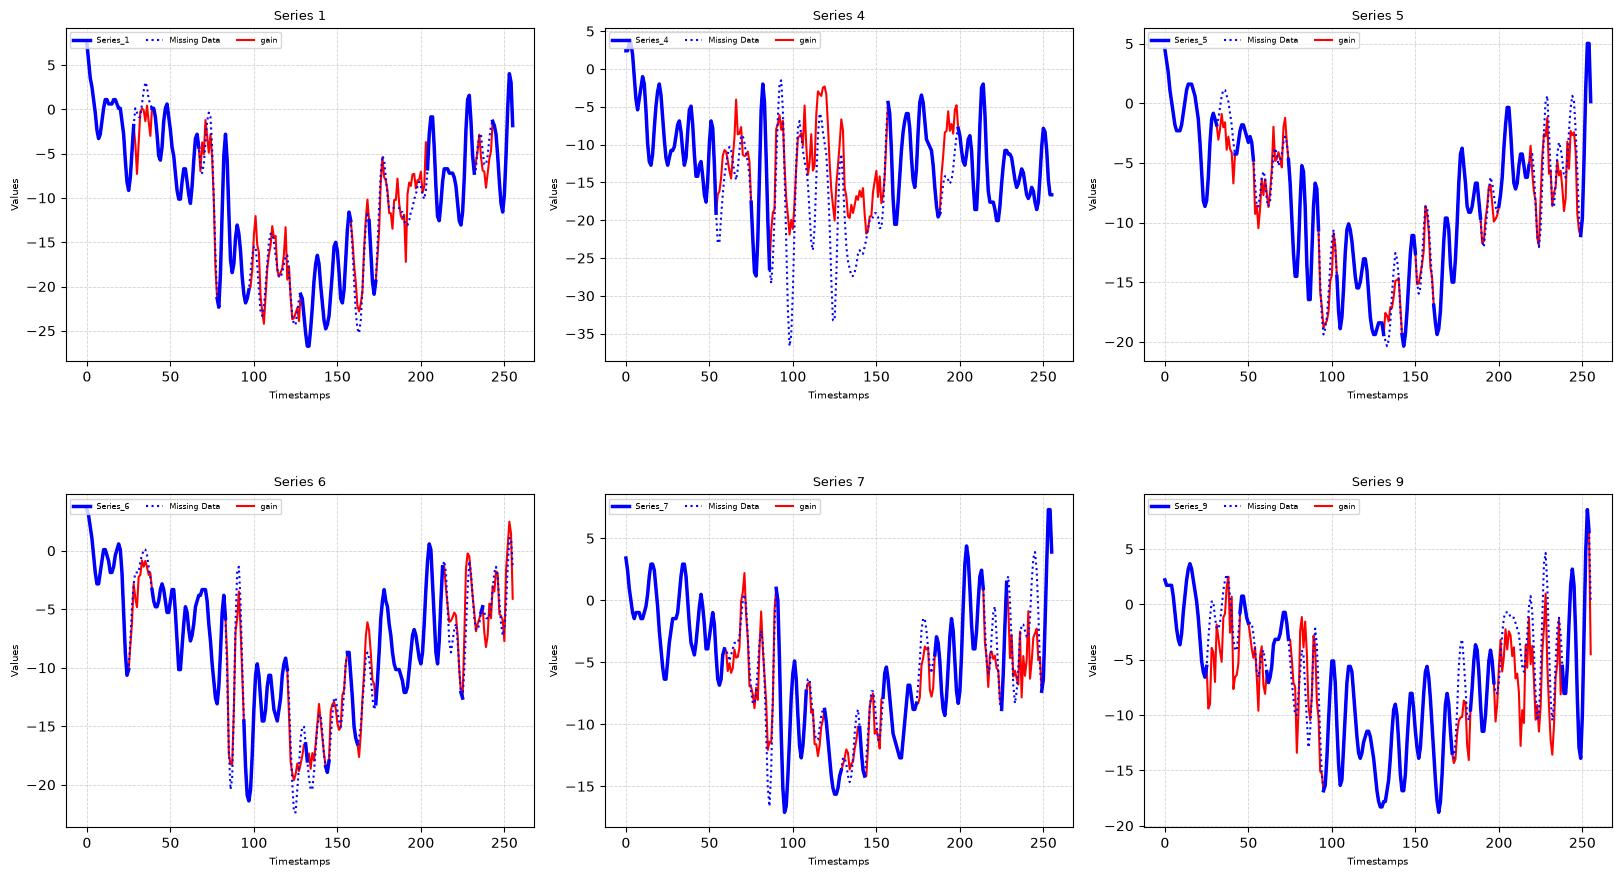 Series 1
Series_1 Missing Data gain
Values
5
0
−5
−10
−15
−20
−25
0 50 100 150 200 250
Timestamps
Series 4
Series_4 Missing Data gain
Values
5
0
−5
−10
−15
−20
−25
−30
−35
0 50 100 150 200 250
Timestamps
Series 5
Series_5 Missing Data gain
Values
5
0
−5
−10
−15
−20
0 50 100 150 200 250
Timestamps
Series 6
Series_6 Missing Data gain
Values
0
−5
−10
−15
−20
0 50 100 150 200 250
Timestamps
Series 7
Series_7 Missing Data gain
Values
5
0
−5
−10
−15
0 50 100 150 200 250
Timestamps
Series 9
Series_9 Missing Data gain
Values
5
0
−5
−10
−15
−20
0 50 100 150 200 250
Timestamps